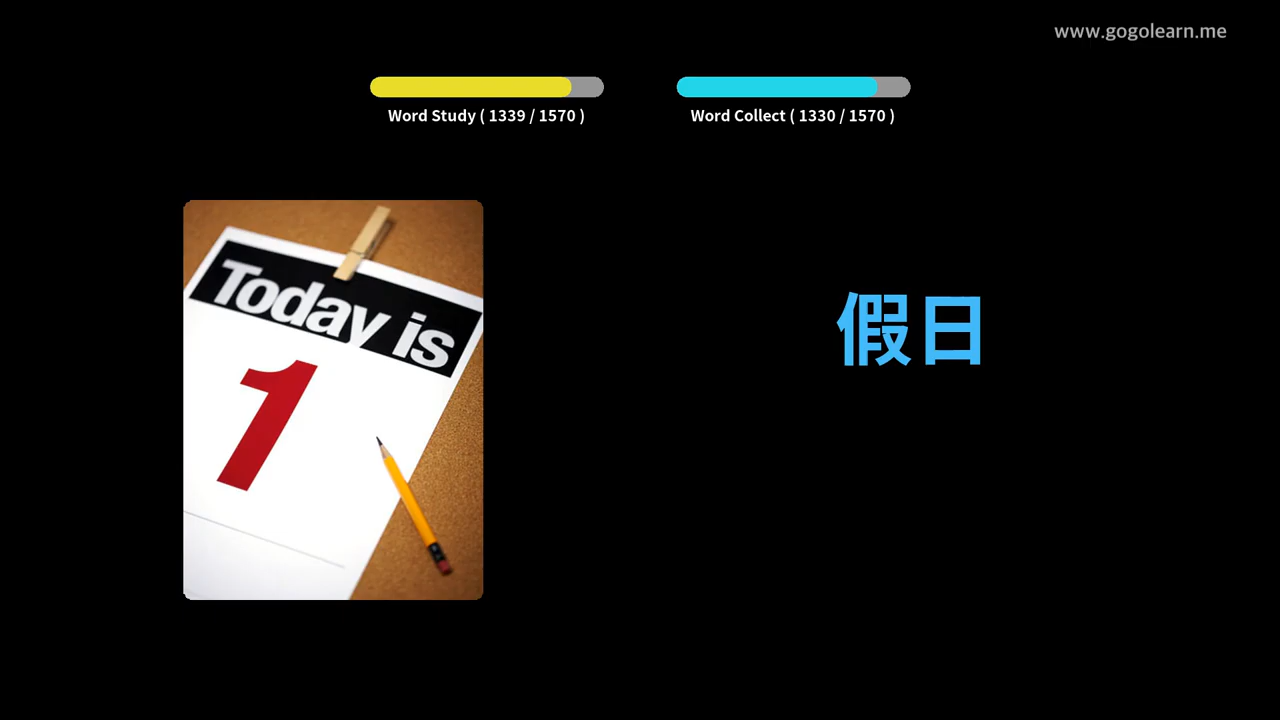 www.gogolearn.me
Word Study ( 1339 / 1570 )
Word Collect ( 1330 / 1570 )
Today is
1
假日